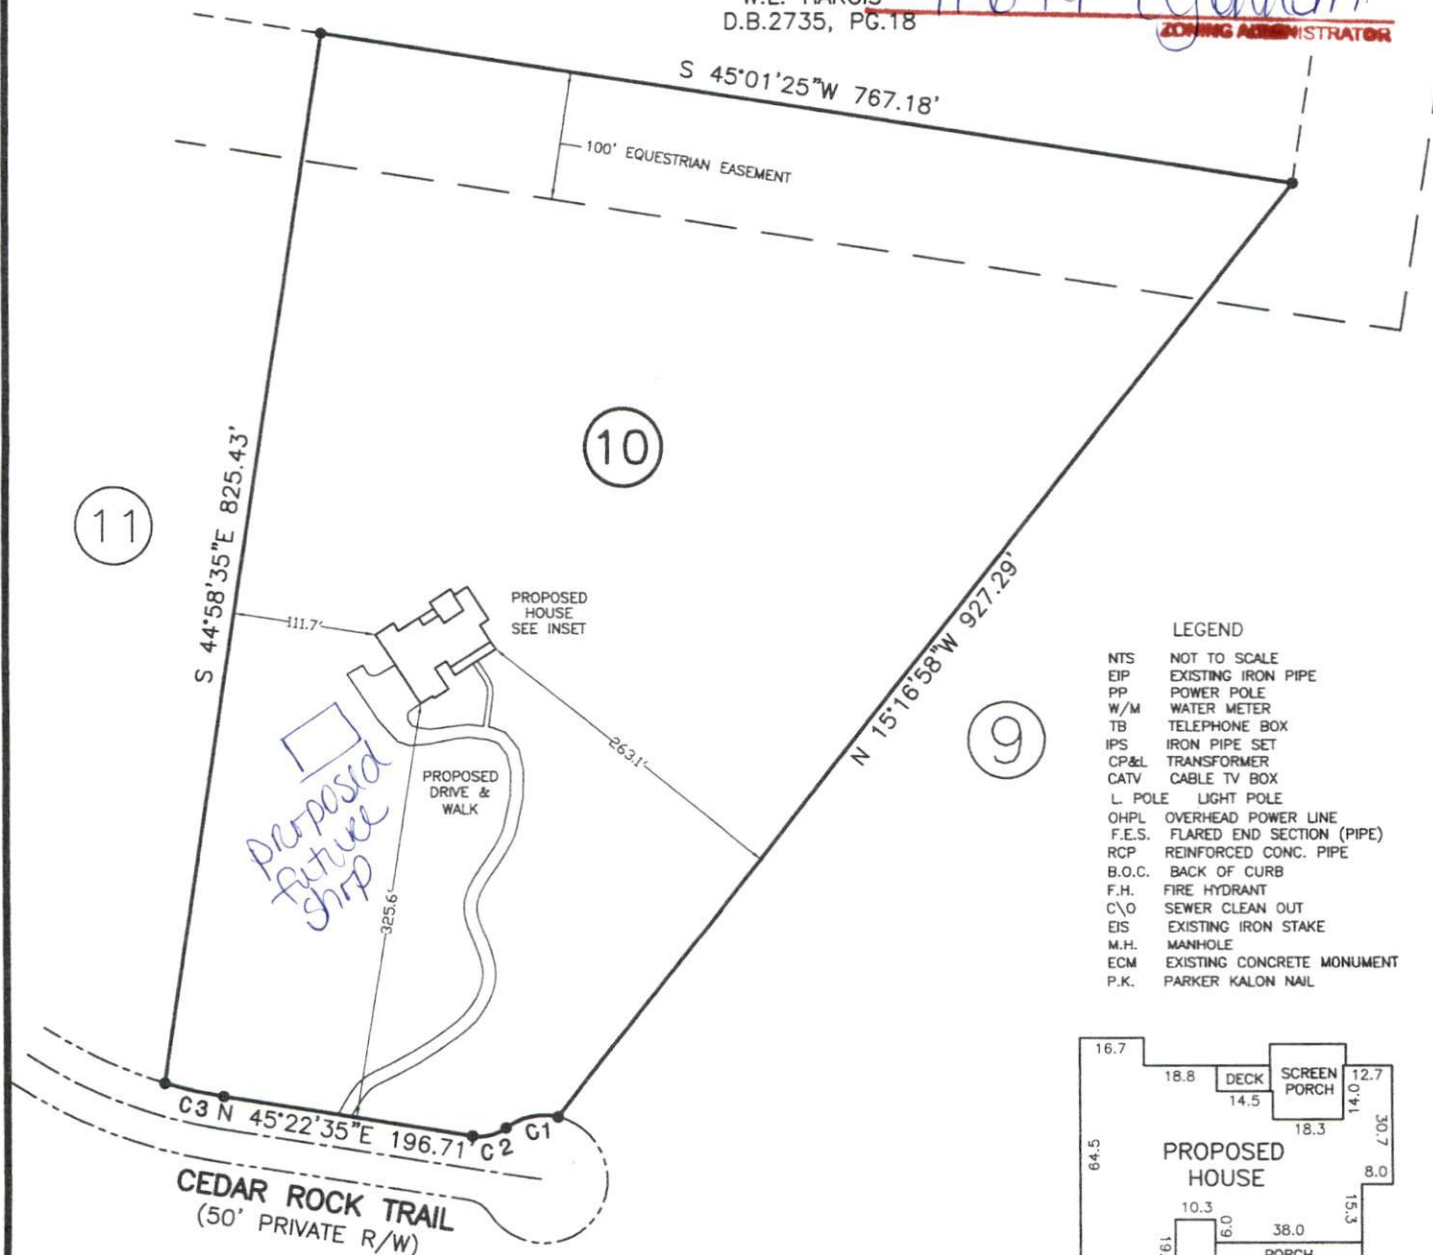 D.B.2735, PG.18
ZONING ADMINISTRATOR
S 45°01'25"W 767.18'
100' EQUESTRIAN EASEMENT
10
11
S 44°58'35"E 825.43'
111.7'
PROPOSED
HOUSE
SEE INSET
263.1'
N 15°16'58"W 927.29'
9
proposed
future
shop
PROPOSED
DRIVE &
WALK
325.6'
C3 N 45°22'35"E 196.71' C2 C1
CEDAR ROCK TRAIL
(50' PRIVATE R/W)
LEGEND
NTS NOT TO SCALE
EIP EXISTING IRON PIPE
PP POWER POLE
W/M WATER METER
TB TELEPHONE BOX
IPS IRON PIPE SET
CP&L TRANSFORMER
CATV CABLE TV BOX
L. POLE LIGHT POLE
OHPL OVERHEAD POWER LINE
F.E.S. FLARED END SECTION (PIPE)
RCP REINFORCED CONC. PIPE
B.O.C. BACK OF CURB
F.H. FIRE HYDRANT
C\O SEWER CLEAN OUT
EIS EXISTING IRON STAKE
M.H. MANHOLE
ECM EXISTING CONCRETE MONUMENT
P.K. PARKER KALON NAIL
16.7
18.8
DECK
14.5
SCREEN
PORCH
18.3
12.7
14.0
30.7
64.5
PROPOSED
HOUSE
8.0
15.3
10.3
9.0
38.0
PORCH